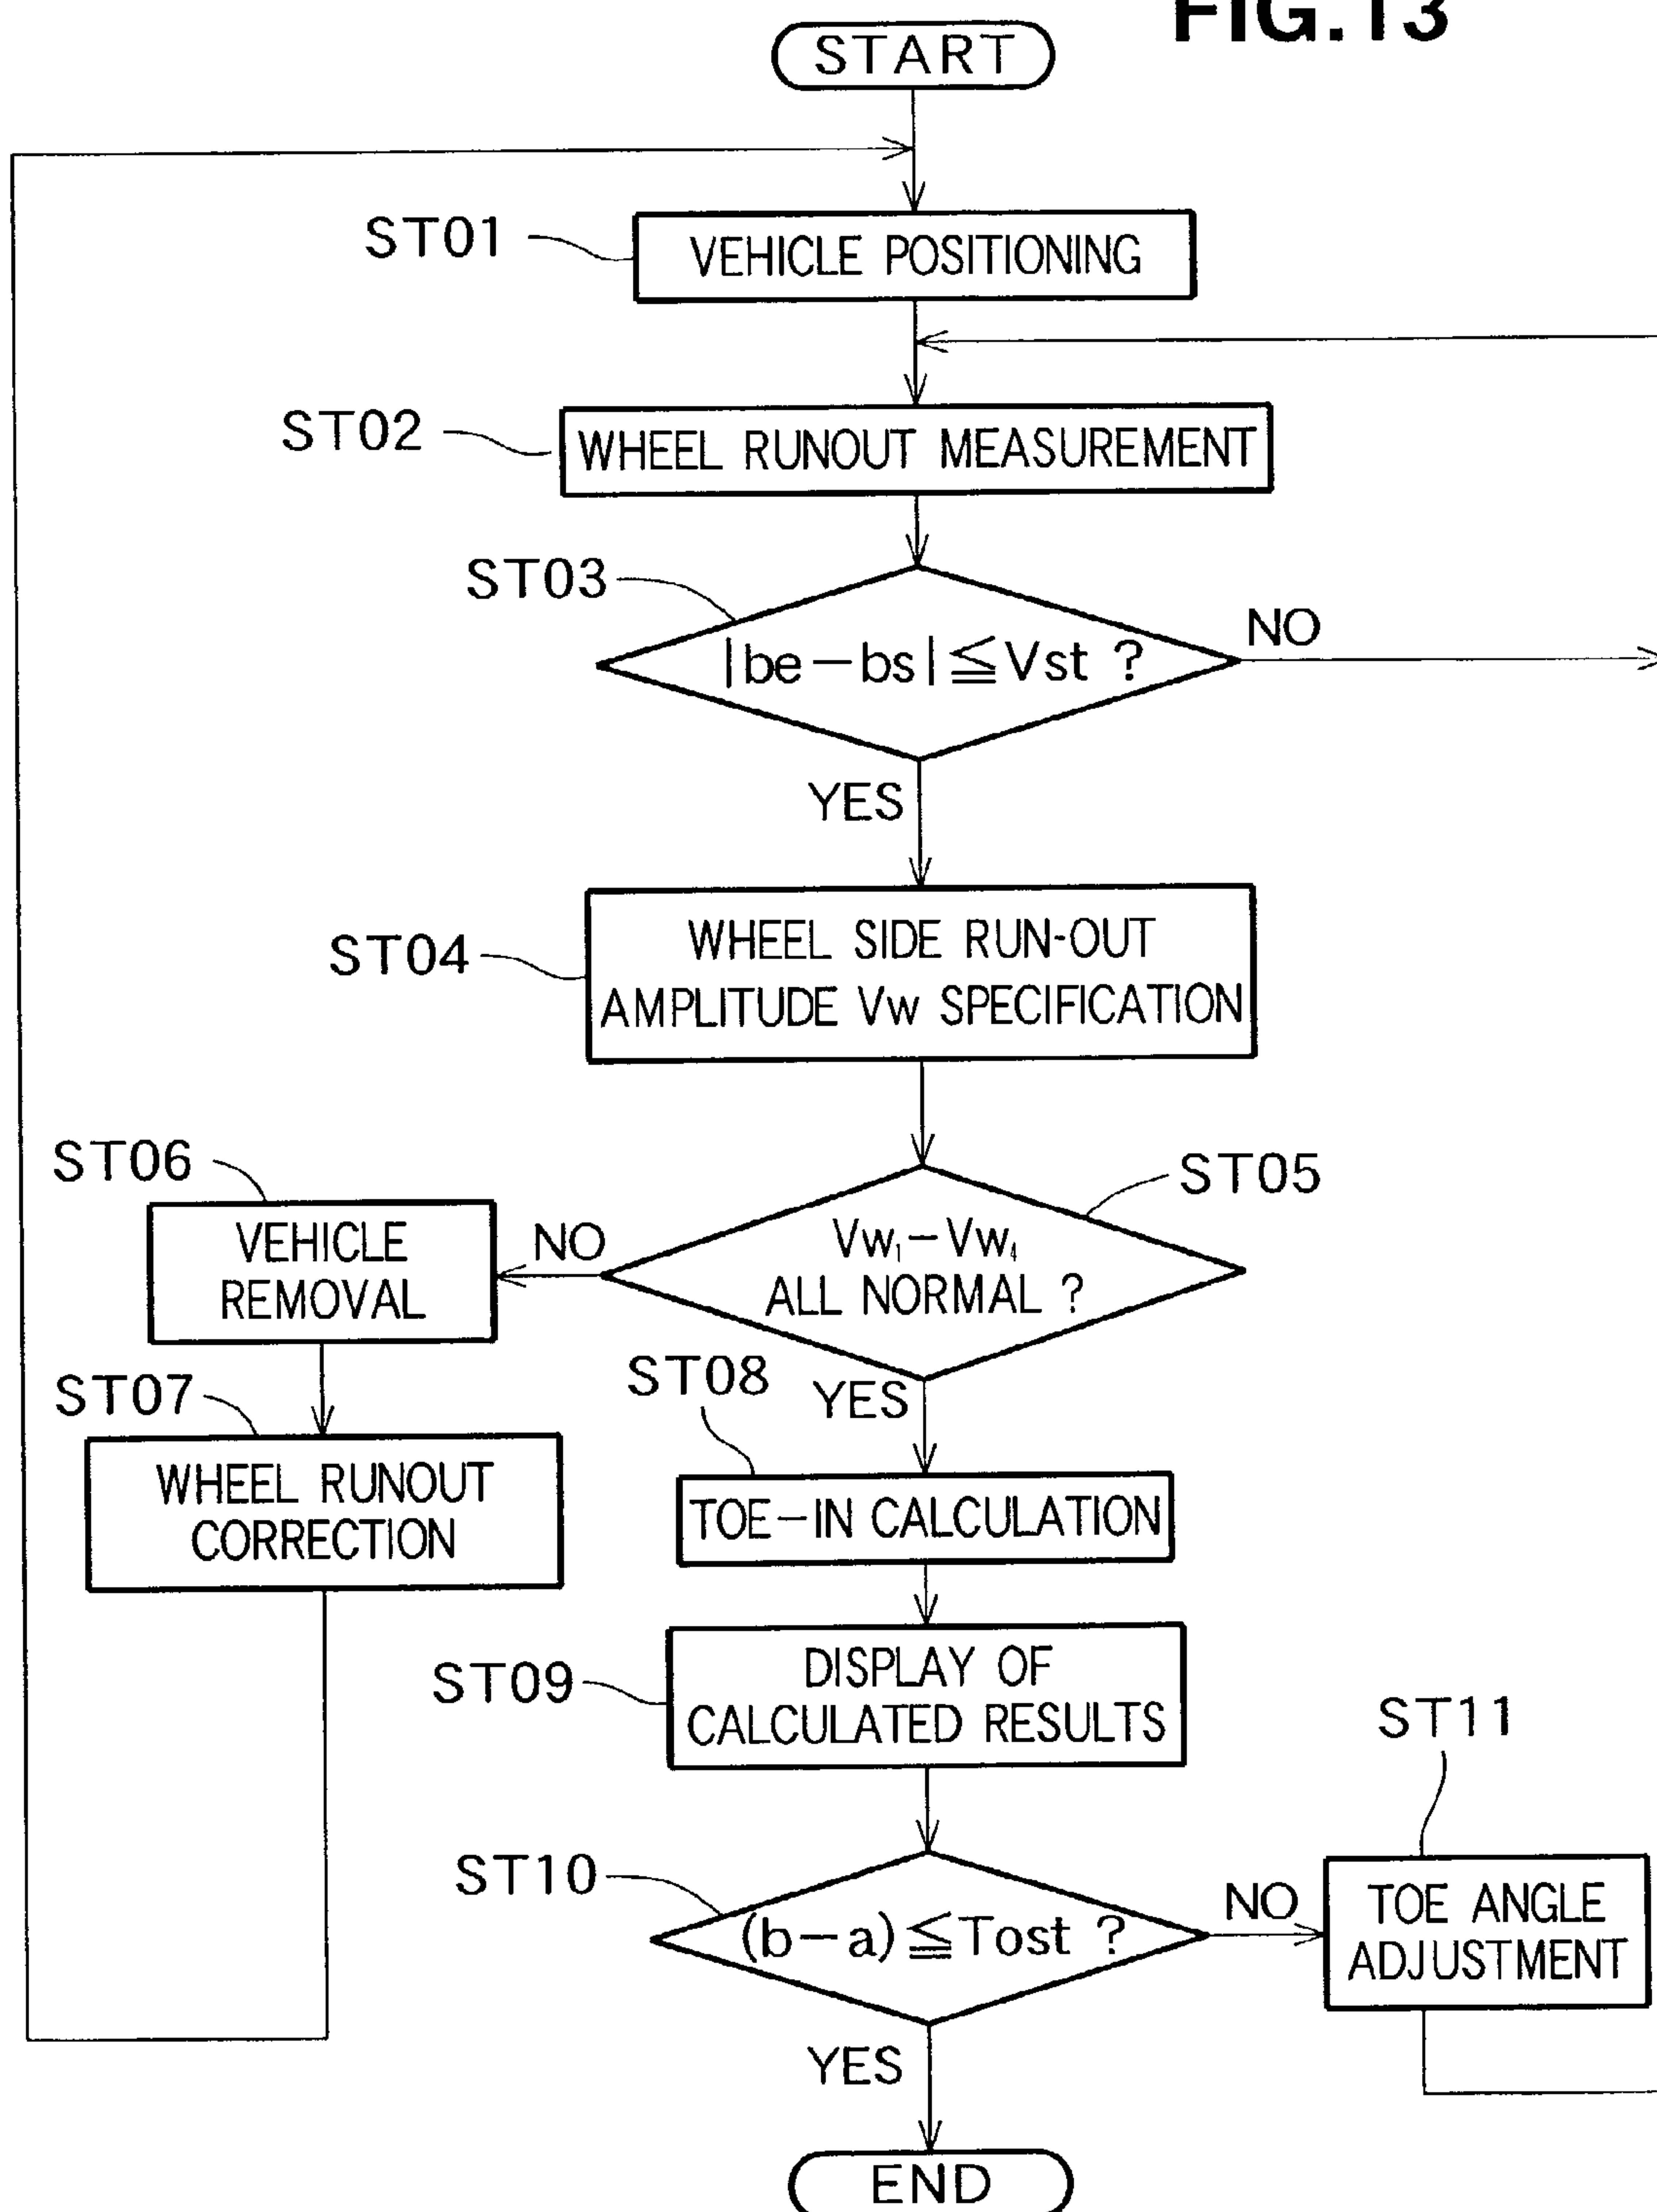 FIG.13
START
ST01
VEHICLE POSITIONING
ST02
WHEEL RUNOUT MEASUREMENT
ST03
|be-bs|≦Vst ?
NO
YES
ST04
WHEEL SIDE RUN-OUT
AMPLITUDE Vw SPECIFICATION
ST05
Vw₁-Vw₄
ALL NORMAL ?
NO
ST06
VEHICLE
REMOVAL
ST07
WHEEL RUNOUT
CORRECTION
YES
ST08
TOE-IN CALCULATION
ST09
DISPLAY OF
CALCULATED RESULTS
ST10
(b-a)≦Tost ?
NO
ST11
TOE ANGLE
ADJUSTMENT
YES
END